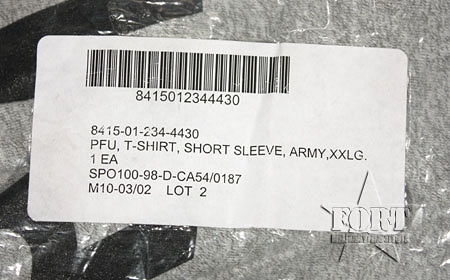 8415012344430
8415-01-234-4430
PFU, T-SHIRT, SHORT SLEEVE, ARMY,XXLG.
1 EA
SPO100-98-D-CA54/0187
M10-03/02 LOT 2
FORT